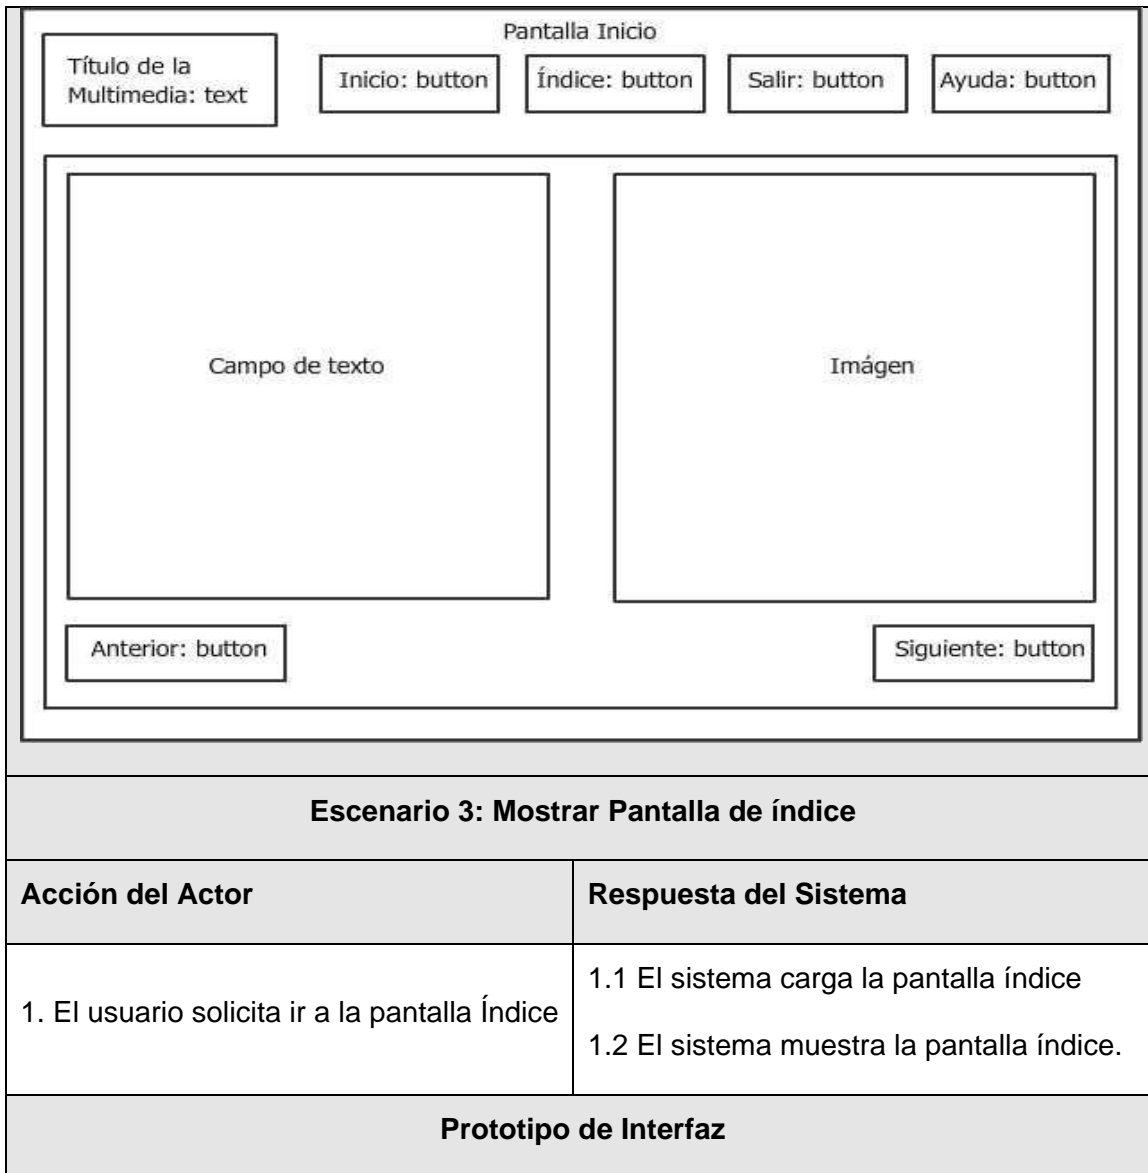 Pantalla Inicio
Título de la
Multimedia: text
Inicio: button
Índice: button
Salir: button
Ayuda: button
Campo de texto
Imágen
Anterior: button
Siguiente: button
Escenario 3: Mostrar Pantalla de índice
Acción del Actor
Respuesta del Sistema
1. El usuario solicita ir a la pantalla Índice
1.1 El sistema carga la pantalla índice
1.2 El sistema muestra la pantalla índice.
Prototipo de Interfaz